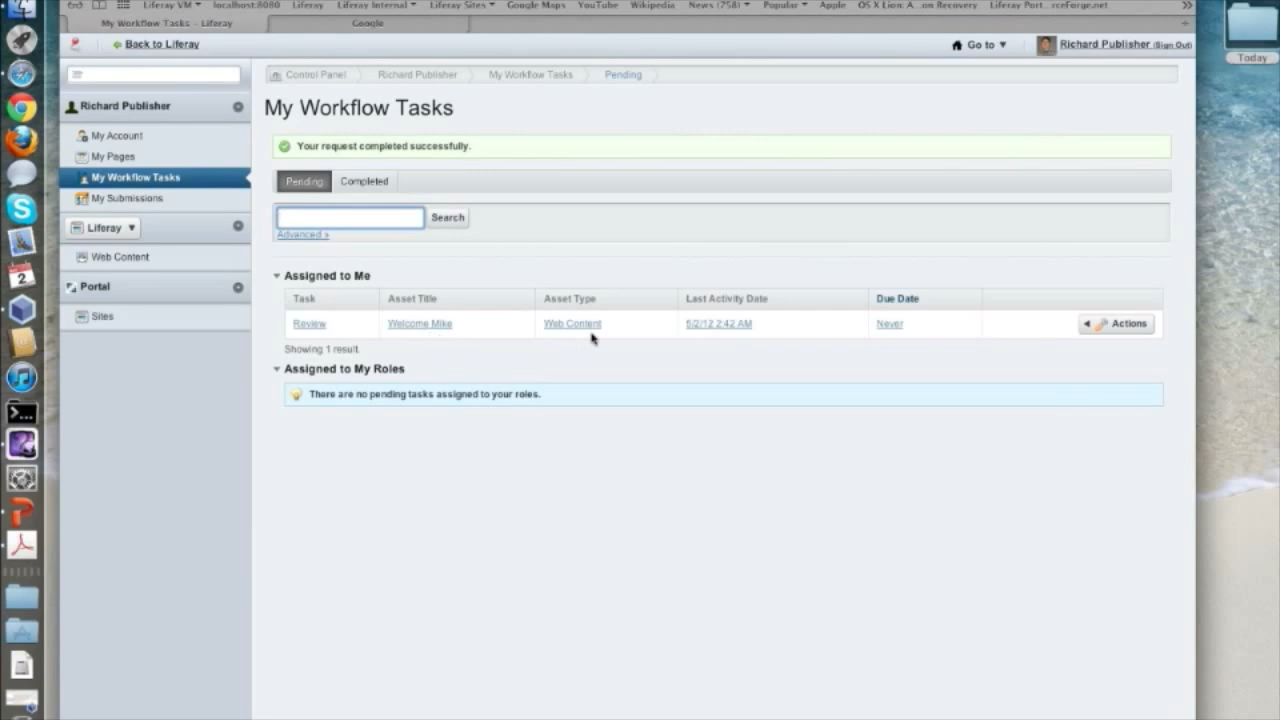 Liferay VM localhost:8080 Liferay Liferay Internal Liferay Sites Google Maps YouTube Wikipedia News (758) Popular Apple OS X Lion: A...on Recovery Liferay Port...rceForge.net
My Workflow Tasks – Liferay Google
Back to Liferay Go to Richard Publisher (Sign Out)
Today
Control Panel Richard Publisher My Workflow Tasks Pending
Richard Publisher
My Workflow Tasks
My Account
Your request completed successfully.
My Pages
My Workflow Tasks
Pending Completed
My Submissions
Search
Liferay
Advanced »
Web Content
Assigned to Me
Portal
Task Asset Title Asset Type Last Activity Date Due Date
Sites
Review Welcome Mike Web Content 5/2/12 2:42 AM Never Actions
Showing 1 result.
Assigned to My Roles
There are no pending tasks assigned to your roles.
2